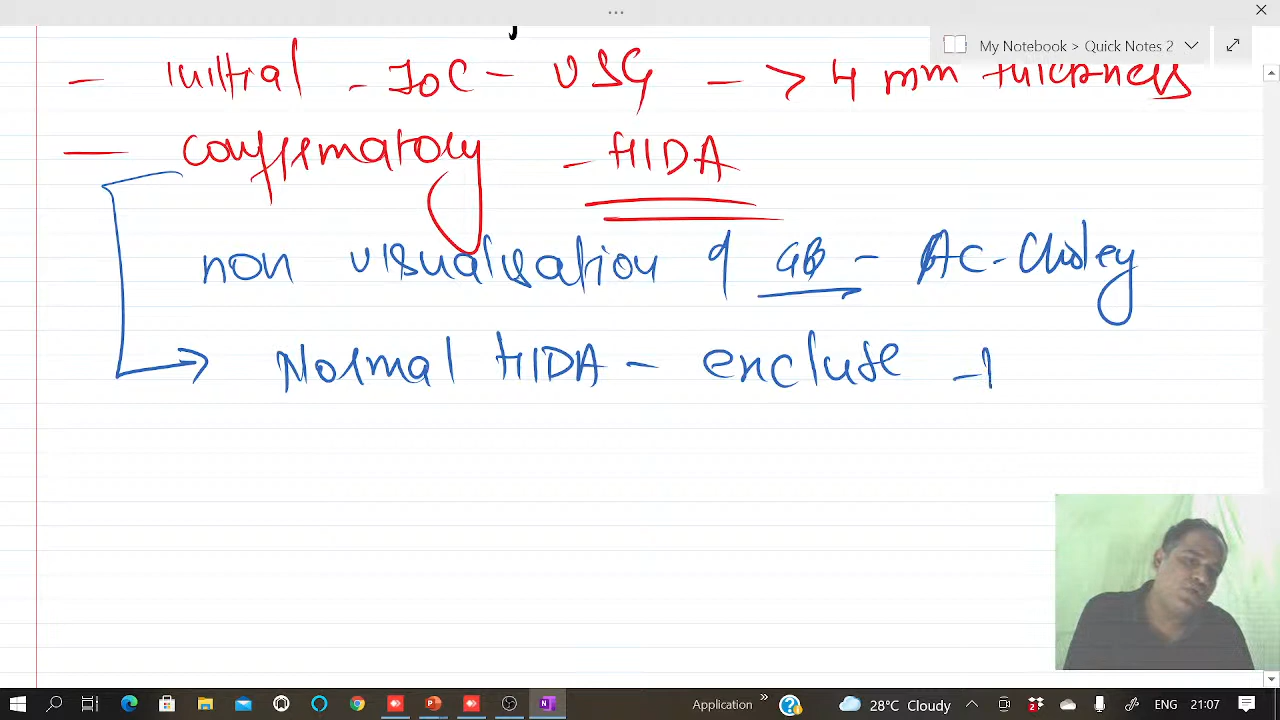 My Notebook > Quick Notes 2
- Initial - IOC - USG - > 4 mm thickness
- confirmatory - HIDA
non visualisation of GB - AC-Choley
→ Normal HIDA - exclude -
Application
28°C Cloudy
ENG
21:07